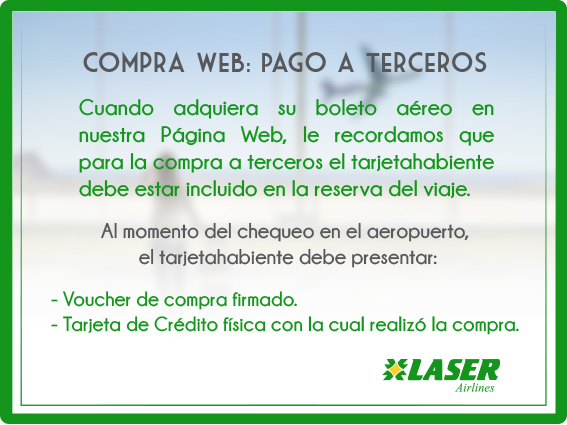 COMPRA WEB: PAGO A TERCEROS
Cuando adquiera su boleto aéreo en
nuestra Página Web, le recordamos que
para la compra a terceros el tarjetahabiente
debe estar incluido en la reserva del viaje.
Al momento del chequeo en el aeropuerto,
el tarjetahabiente debe presentar:
- Voucher de compra firmado.
- Tarjeta de Crédito física con la cual realizó la compra.
LASER
Airlines